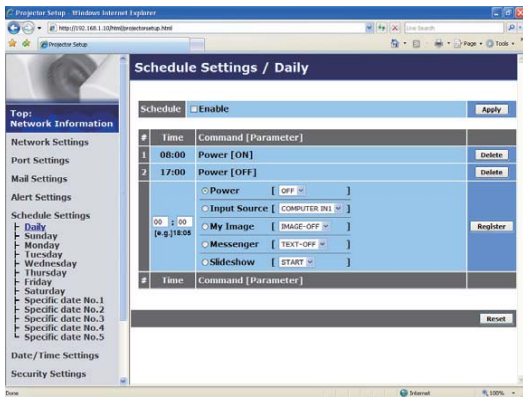 Projector Setup - Windows Internet Explorer
http://192.168.1.10/html/projectorsetup.html
Live Search
Projector Setup
Page
Tools
Top:
Network Information
Network Settings
Port Settings
Mail Settings
Alert Settings
Schedule Settings
Daily
Sunday
Monday
Tuesday
Wednesday
Thursday
Friday
Saturday
Specific date No.1
Specific date No.2
Specific date No.3
Specific date No.4
Specific date No.5
Date/Time Settings
Security Settings
Schedule Settings / Daily
Schedule Enable Apply
# Time Command [Parameter]
1 08:00 Power [ON] Delete
2 17:00 Power [OFF] Delete
00 : 00
[e.g.]18:05
Power [ OFF ]
Input Source [ COMPUTER IN1 ]
My Image [ IMAGE-OFF ]
Messenger [ TEXT-OFF ]
Slideshow [ START ]
Register
# Time Command [Parameter]
Reset
Done
Internet
100%